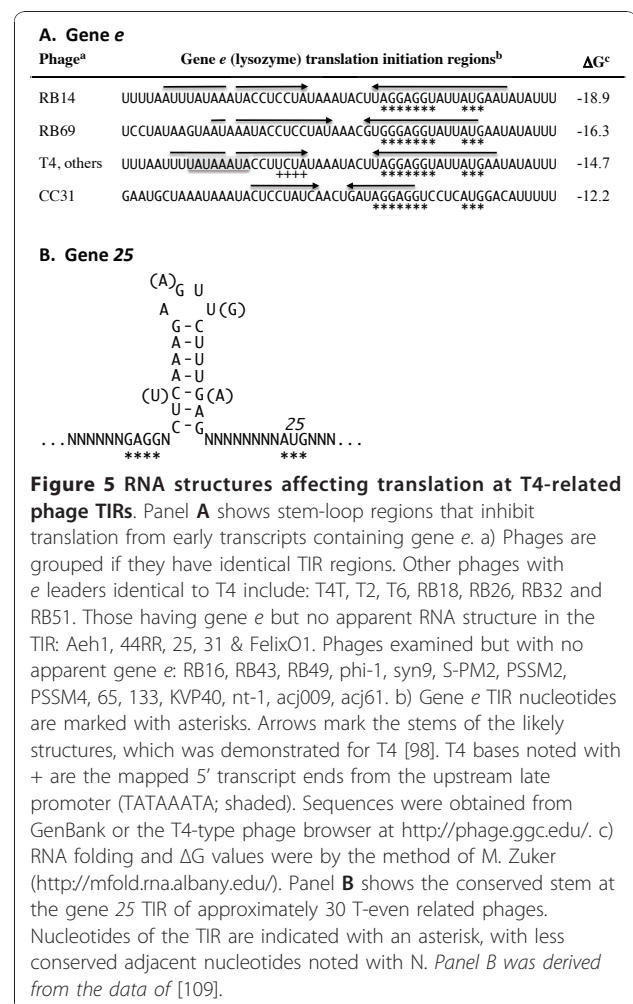 A. Gene e
Phageᵃ Gene e (lysozyme) translation initiation regionsᵇ ΔGᶜ
RB14 UUUUAAUUUAUAAAUACCUCCUAUAAAUACUUAGGAGGUAUUAUGAAUAUAUUU -18.9
******* ***
RB69 UCCUAUAAGUAAUAAAUACCUCCUAUAAACGUGGGAGGUAUUAUGAAUAUAUUU -16.3
******* ***
T4, others UUUAAUUUUAUAAAUACCUUCUAUAAAUACUUAGGAGGUAUUAUGAAUAUAUUU -14.7
++++ ******* ***
CC31 GAAUGCUAAAUAAAUACUCCUAUCAACUGAUAGGAGGUCCUCAUGGACAUUUU -12.2
******* ***
B. Gene 25
(A) G U
A U(G)
G - C
A - U
A - U
A - U
(U) C - G (A)
U - A
C - G
25
...NNNNNNGAGGN NNNNNNNNAUGNNN...
**** ***
Figure 5 RNA structures affecting translation at T4-related
phage TIRs. Panel A shows stem-loop regions that inhibit
translation from early transcripts containing gene e. a) Phages are
grouped if they have identical TIR regions. Other phages with
e leaders identical to T4 include: T4T, T2, T6, RB18, RB26, RB32 and
RB51. Those having gene e but no apparent RNA structure in the
TIR: Aeh1, 44RR, 25, 31 & FelixO1. Phages examined but with no
apparent gene e: RB16, RB43, RB49, phi-1, syn9, S-PM2, PSSM2,
PSSM4, 65, 133, KVP40, nt-1, acj009, acj61. b) Gene e TIR nucleotides
are marked with asterisks. Arrows mark the stems of the likely
structures, which was demonstrated for T4 [98]. T4 bases noted with
+ are the mapped 5' transcript ends from the upstream late
promoter (TATAAATA; shaded). Sequences were obtained from
GenBank or the T4-type phage browser at http://phage.ggc.edu/. c)
RNA folding and ΔG values were by the method of M. Zuker
(http://mfold.rna.albany.edu/). Panel B shows the conserved stem at
the gene 25 TIR of approximately 30 T-even related phages.
Nucleotides of the TIR are indicated with an asterisk, with less
conserved adjacent nucleotides noted with N. Panel B was derived
from the data of [109].